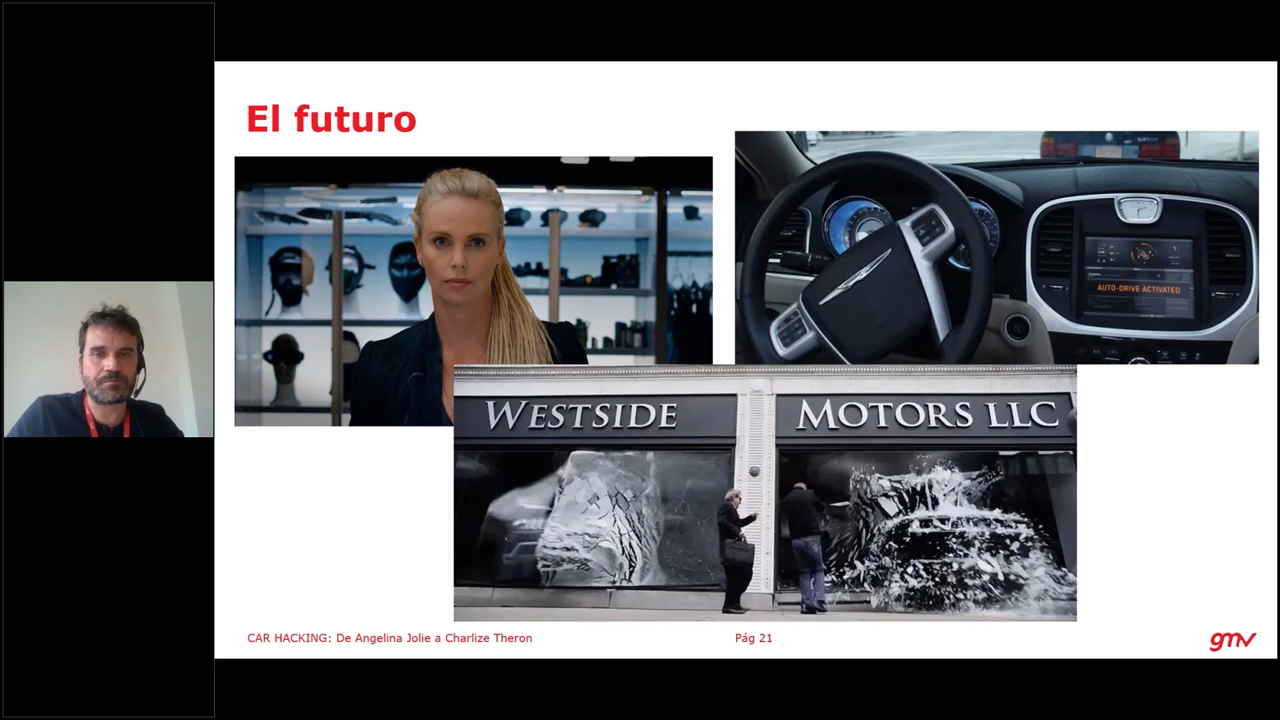 El futuro
AUTO-DRIVE ACTIVATED
WESTSIDE MOTORS LLC
CAR HACKING: De Angelina Jolie a Charlize Theron
Pág 21
gmv